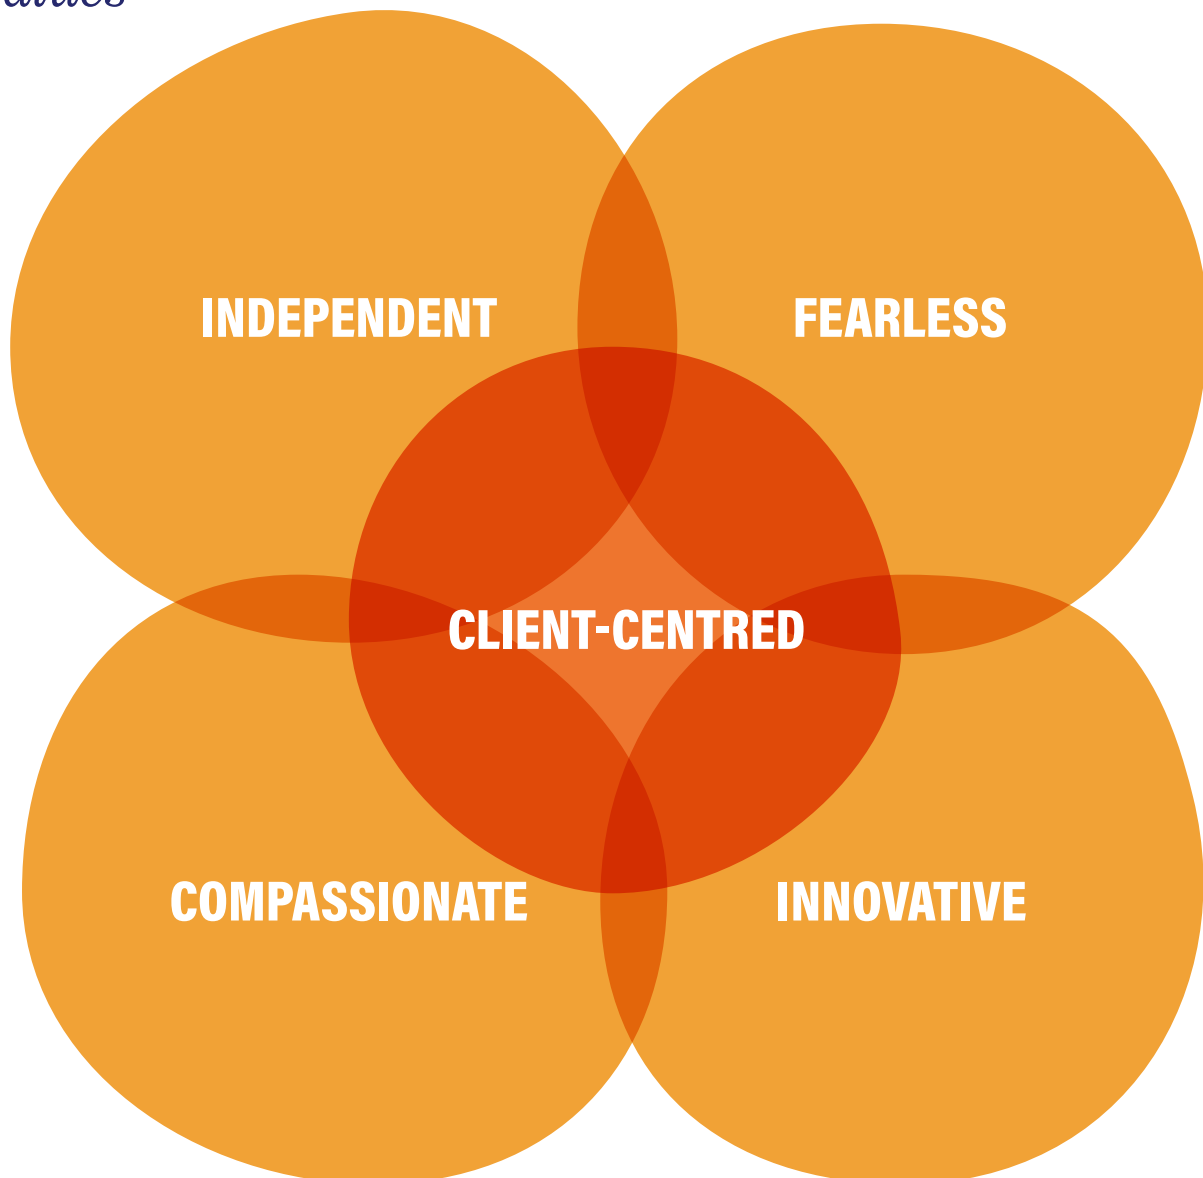 INDEPENDENT
FEARLESS
CLIENT-CENTRED
COMPASSIONATE
INNOVATIVE